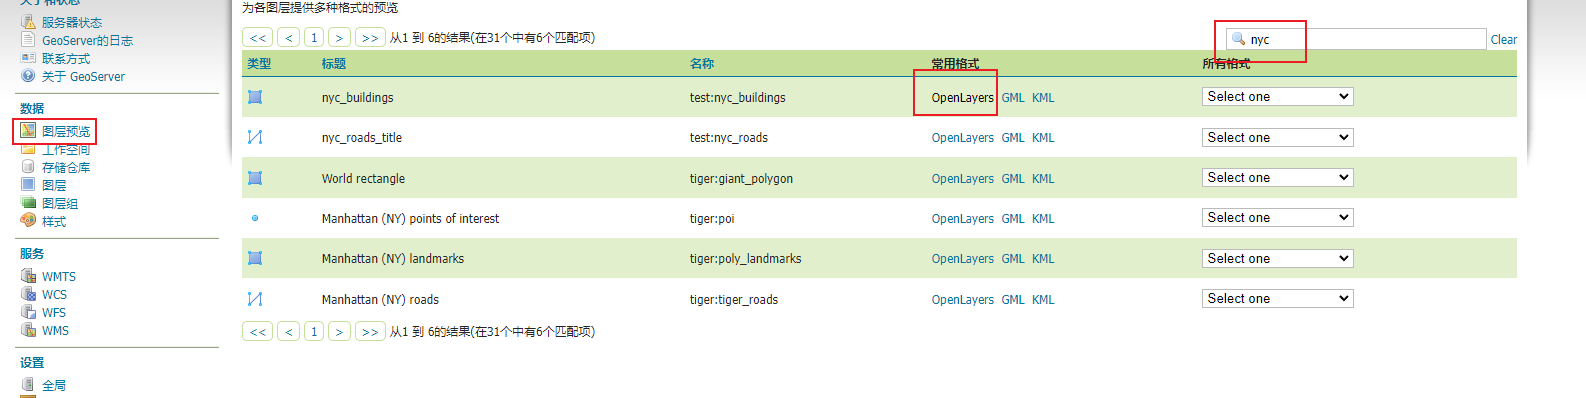 关于和状态
服务器状态
GeoServer的日志
联系方式
关于 GeoServer
数据
图层预览
工作空间
存储仓库
图层
图层组
样式
服务
WMTS
WCS
WFS
WMS
设置
全局
为各图层提供多种格式的预览
<< < 1 > >> 从1 到 6的结果(在31个中有6个匹配项)
nyc Clear
类型 标题 名称 常用格式 所有格式
nyc_buildings test:nyc_buildings OpenLayers GML KML Select one
nyc_roads_title test:nyc_roads OpenLayers GML KML Select one
World rectangle tiger:giant_polygon OpenLayers GML KML Select one
Manhattan (NY) points of interest tiger:poi OpenLayers GML KML Select one
Manhattan (NY) landmarks tiger:poly_landmarks OpenLayers GML KML Select one
Manhattan (NY) roads tiger:tiger_roads OpenLayers GML KML Select one
<< < 1 > >> 从1 到 6的结果(在31个中有6个匹配项)